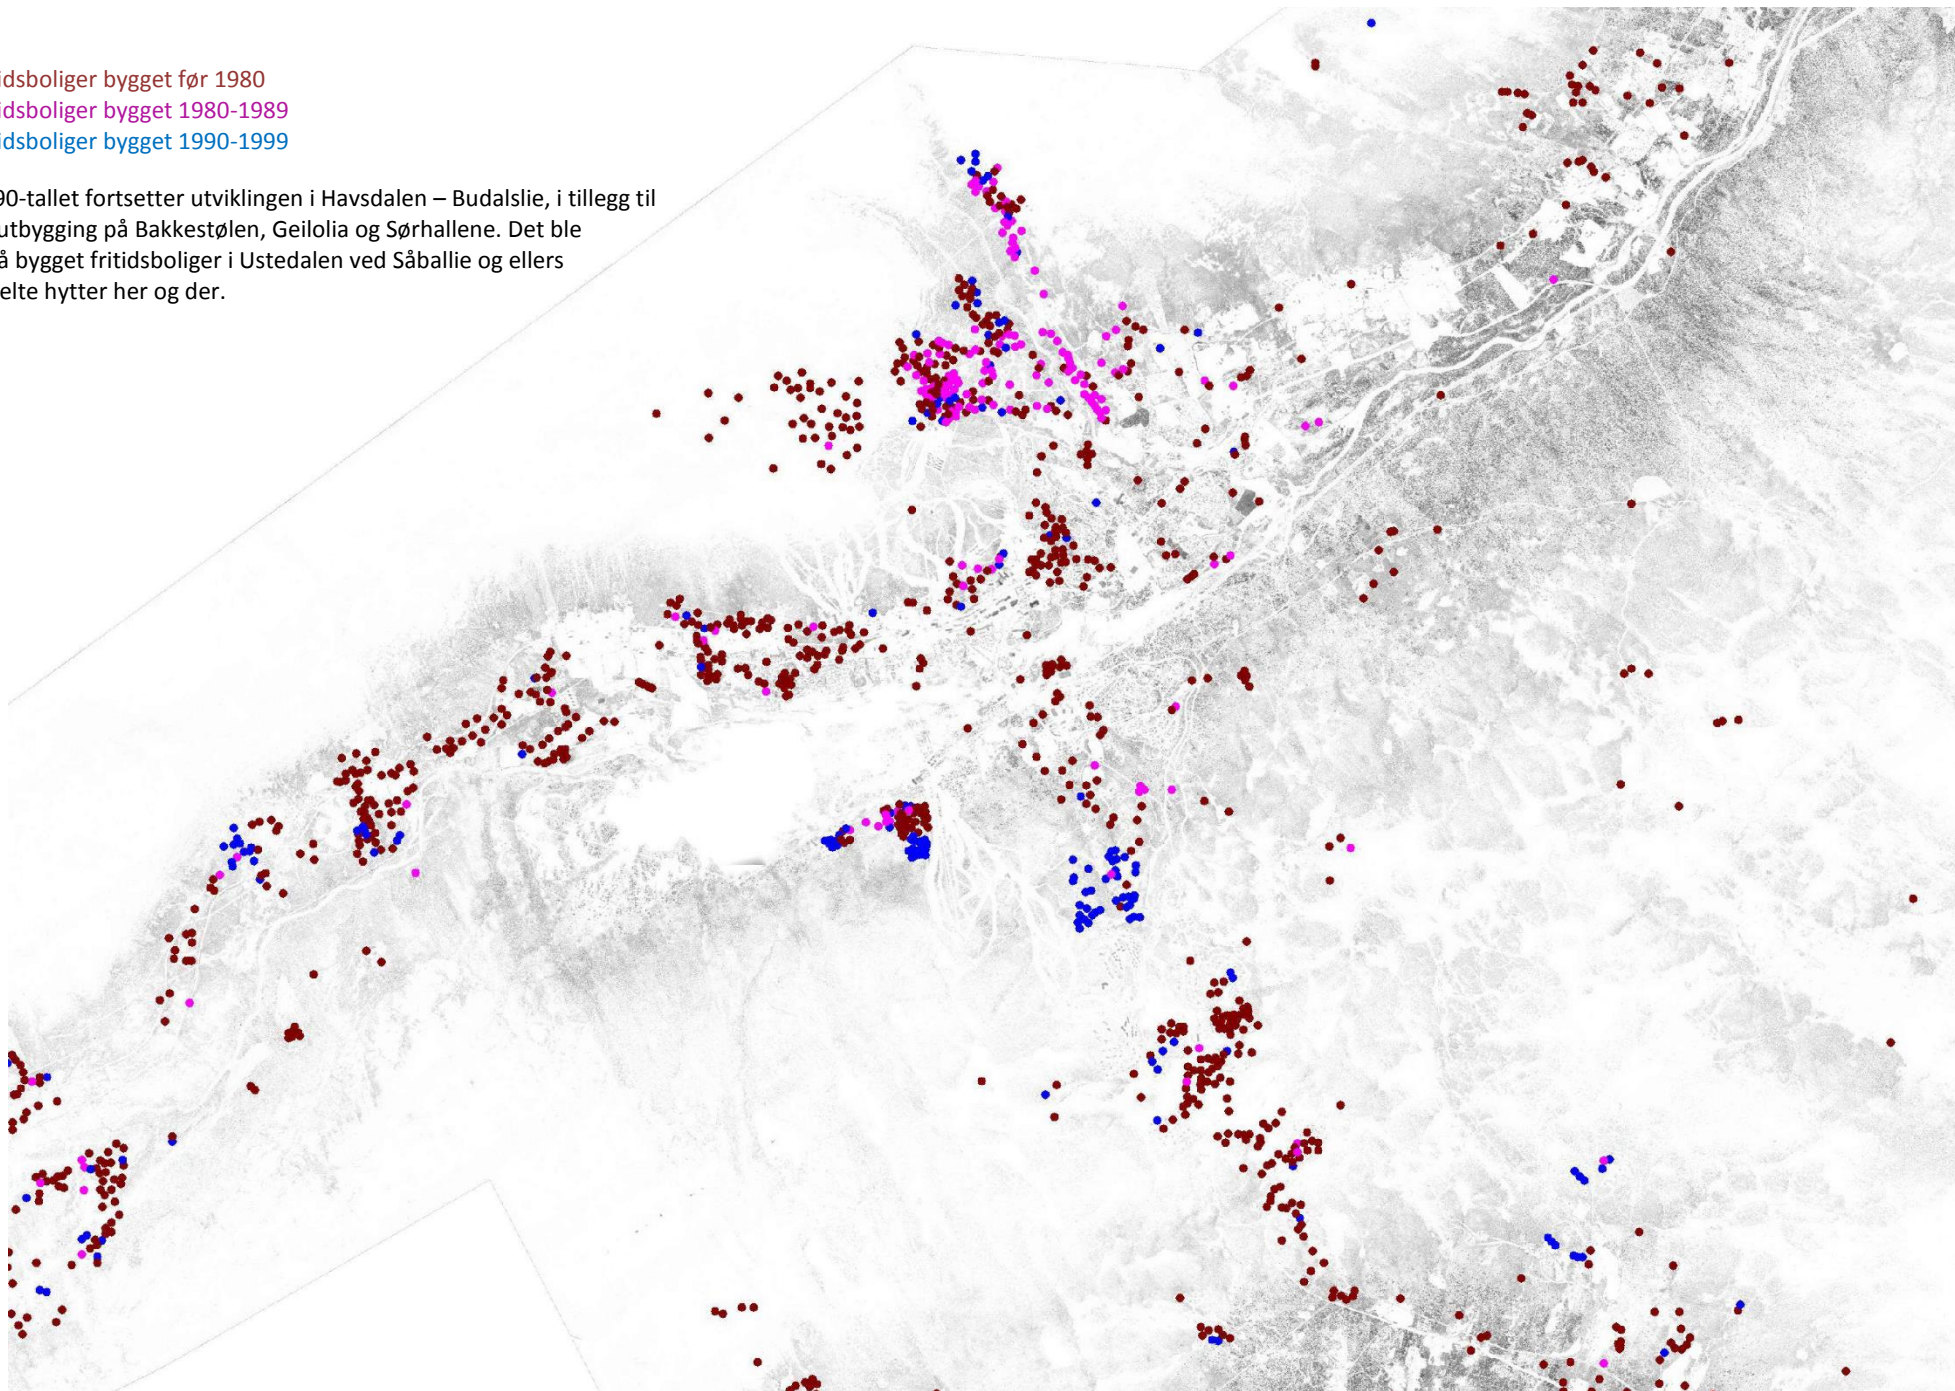 idsboliger bygget før 1980
idsboliger bygget 1980-1989
idsboliger bygget 1990-1999
90-tallet fortsetter utviklingen i Havsdalen – Budalslie, i tillegg til
utbygging på Bakkestølen, Geilolia og Sørhallene. Det ble
å bygget fritidsboliger i Ustedalen ved Såballie og ellers
elte hytter her og der.